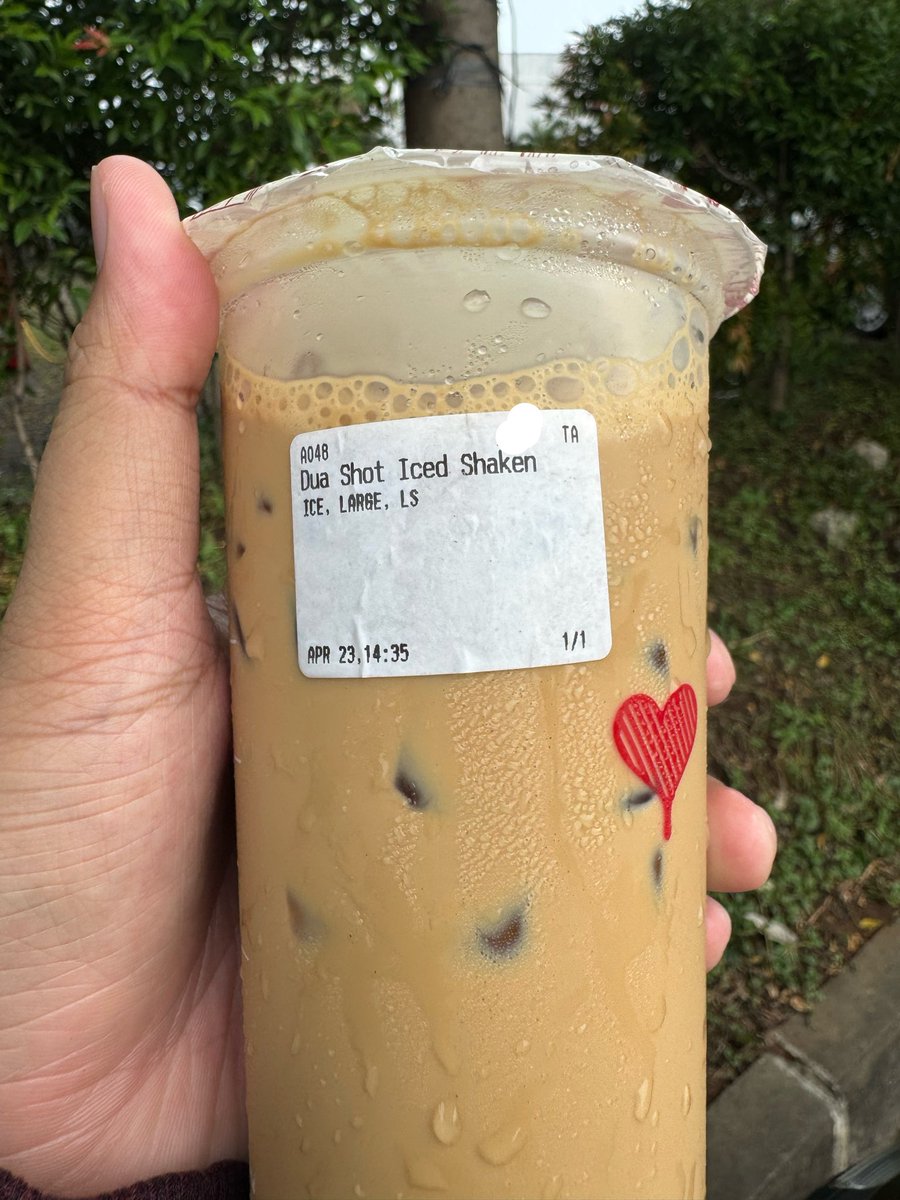 A048 TA
Dua Shot Iced Shaken
ICE, LARGE, LS
APR 23,14:35 1/1